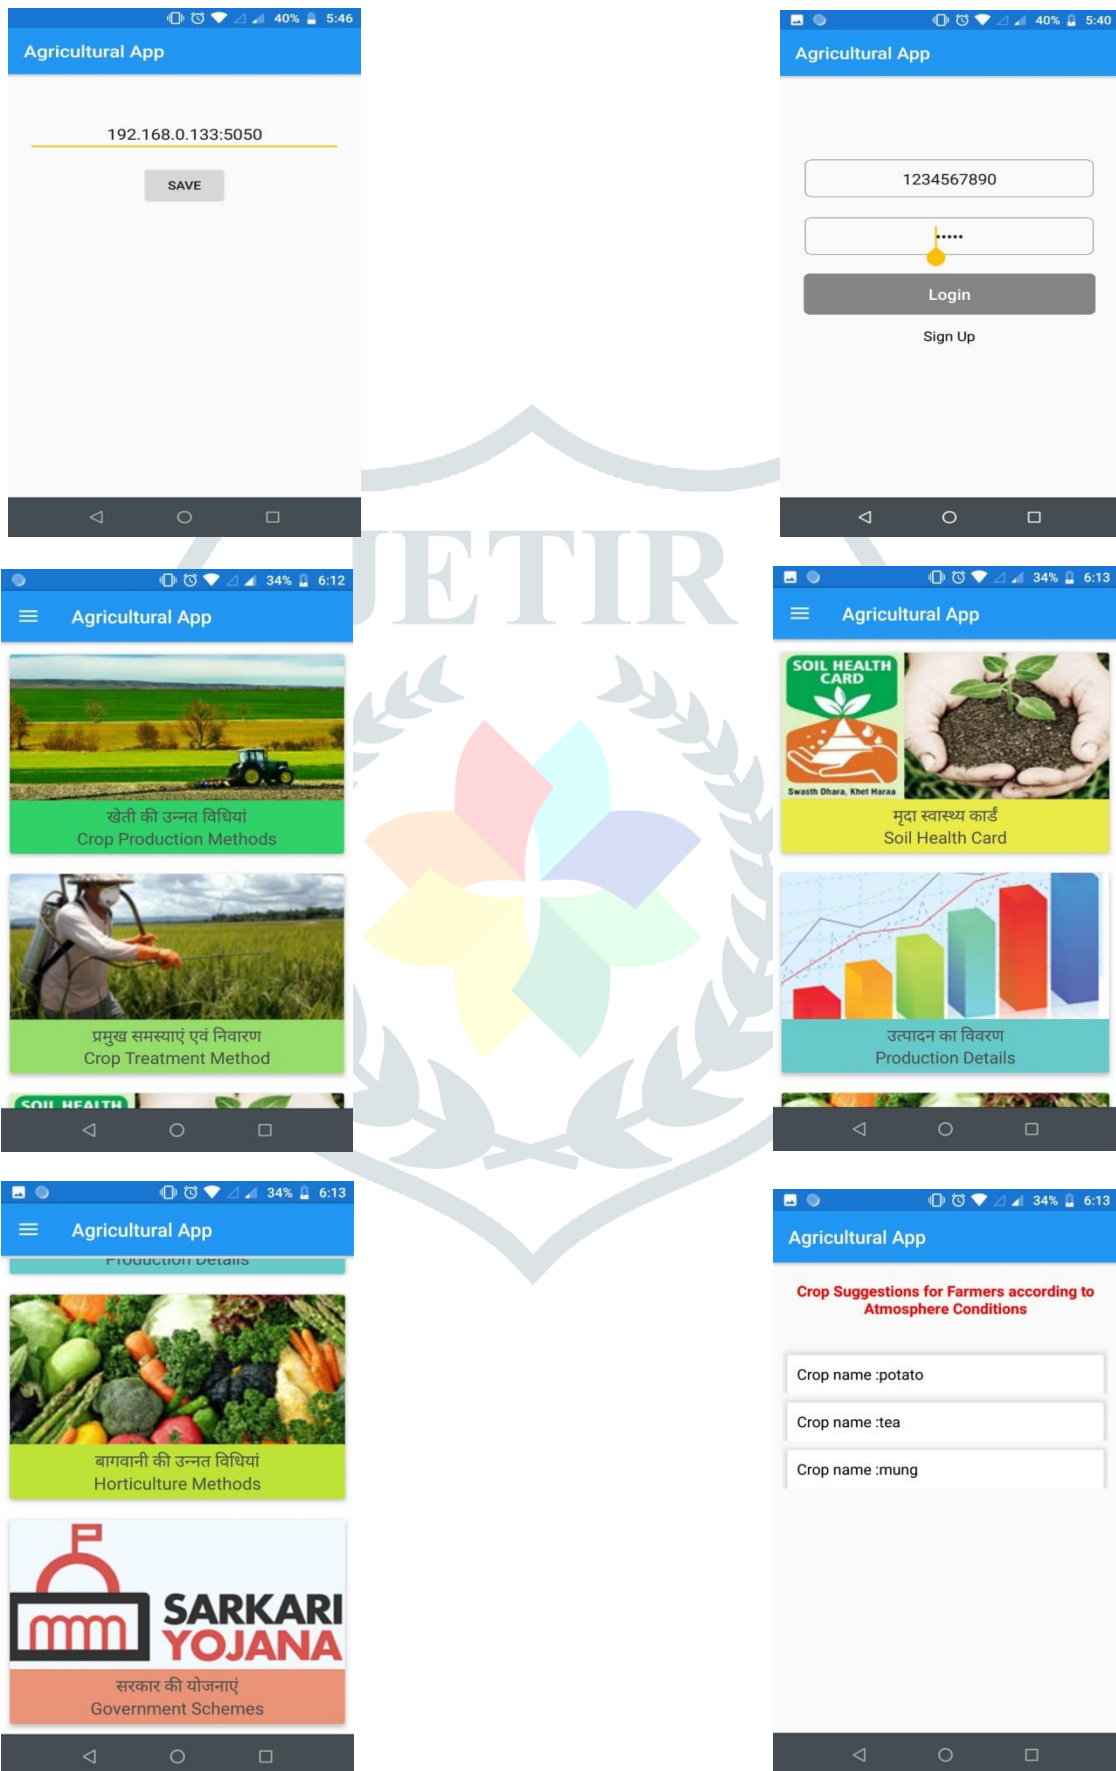 40% 5:46
Agricultural App
192.168.0.133:5050
SAVE
40% 5:40
Agricultural App
1234567890
•••••
Login
Sign Up
JETIR
34% 6:12
Agricultural App
खेती की उन्नत विधियां
Crop Production Methods
प्रमुख समस्याएं एवं निवारण
Crop Treatment Method
SOIL HEALTH
34% 6:13
Agricultural App
SOIL HEALTH
CARD
Swasth Dhara, Khet Haraa
मृदा स्वास्थ्य कार्ड
Soil Health Card
उत्पादन का विवरण
Production Details
34% 6:13
Agricultural App
Production Details
बागवानी की उन्नत विधियां
Horticulture Methods
SARKARI
YOJANA
सरकार की योजनाएं
Government Schemes
34% 6:13
Agricultural App
Crop Suggestions for Farmers according to
Atmosphere Conditions
Crop name :potato
Crop name :tea
Crop name :mung